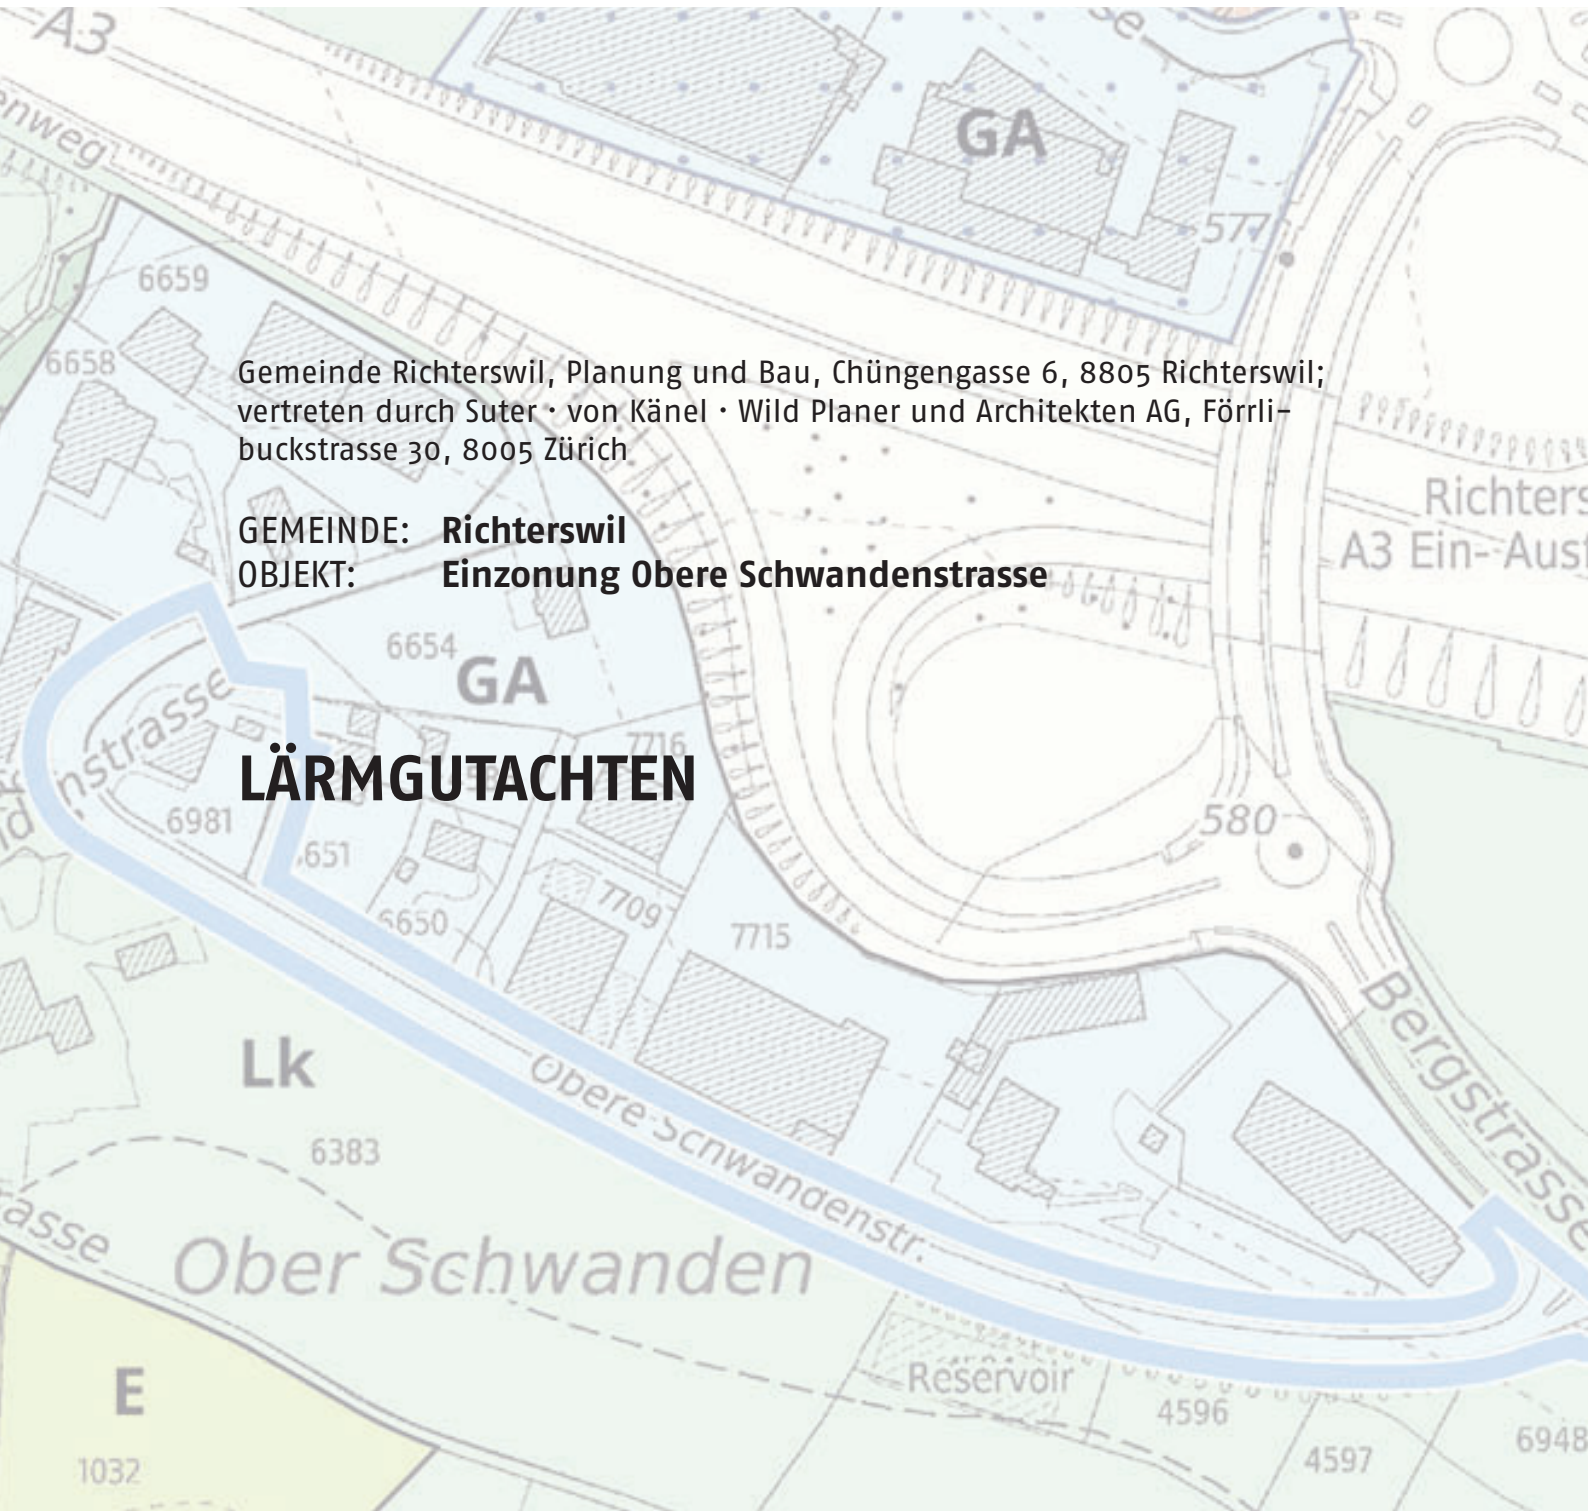 A3
GA
577
6659
6658
Gemeinde Richterswil, Planung und Bau, Chüngengasse 6, 8805 Richterswil;
vertreten durch Suter • von Känel • Wild Planer und Architekten AG, Förrli-
buckstrasse 30, 8005 Zürich
Richters
A3 Ein- Ausf
GEMEINDE: Richterswil
OBJEKT: Einzonung Obere Schwandenstrasse
6654
GA
nstrasse
7716
LÄRMGUTACHTEN
6981
580
651
6650
7709
7715
Lk
6383
Obere Schwandenstr.
Bergstrasse
asse
Ober Schwanden
Reservoir
E
4596
6948
4597
1032